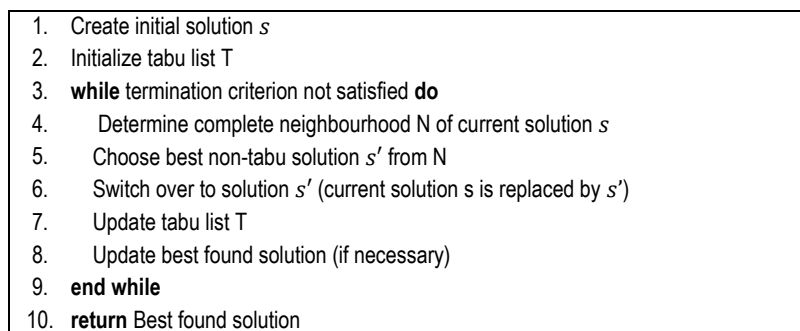 1. Create initial solution 𝑠
2. Initialize tabu list T
3. while termination criterion not satisfied do
4. Determine complete neighbourhood N of current solution 𝑠
5. Choose best non-tabu solution 𝑠′ from N
6. Switch over to solution 𝑠′ (current solution s is replaced by 𝑠′)
7. Update tabu list T
8. Update best found solution (if necessary)
9. end while
10. return Best found solution